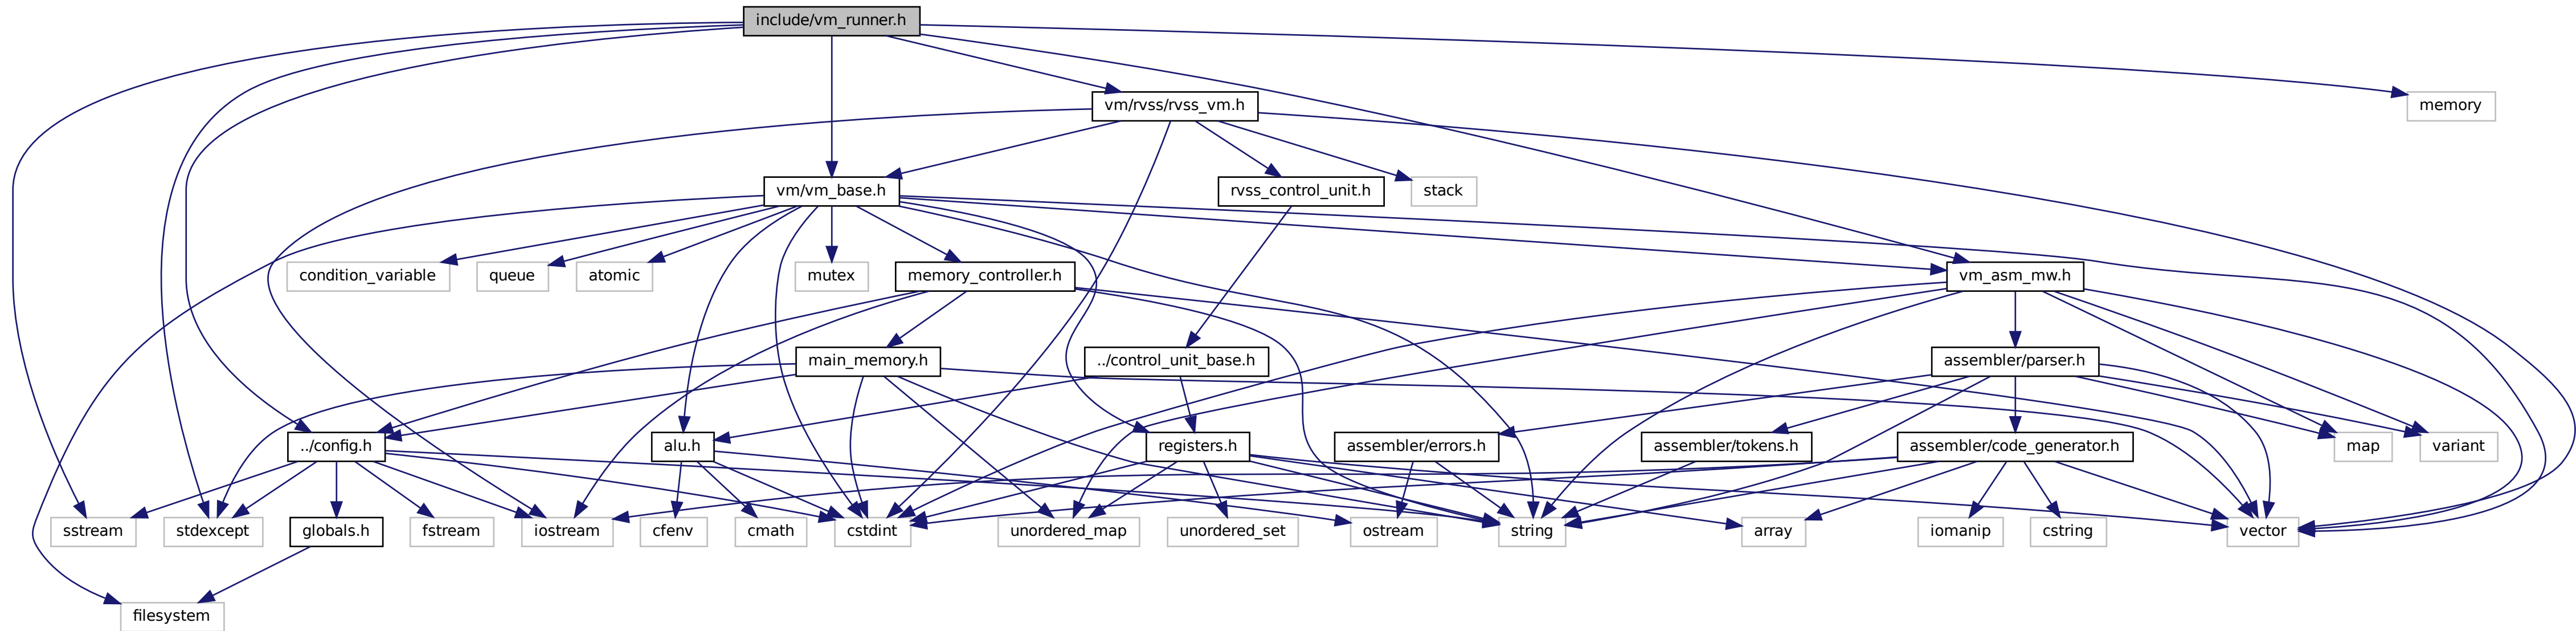 include/vm_runner.h
vm/rvss/rvss_vm.h
memory
vm/vm_base.h
rvss_control_unit.h
stack
condition_variable
queue
atomic
mutex
memory_controller.h
vm_asm_mw.h
main_memory.h
../control_unit_base.h
assembler/parser.h
../config.h
alu.h
registers.h
assembler/errors.h
assembler/tokens.h
assembler/code_generator.h
map
variant
sstream
stdexcept
globals.h
fstream
iostream
cfenv
cmath
cstdint
unordered_map
unordered_set
ostream
string
array
iomanip
cstring
vector
filesystem